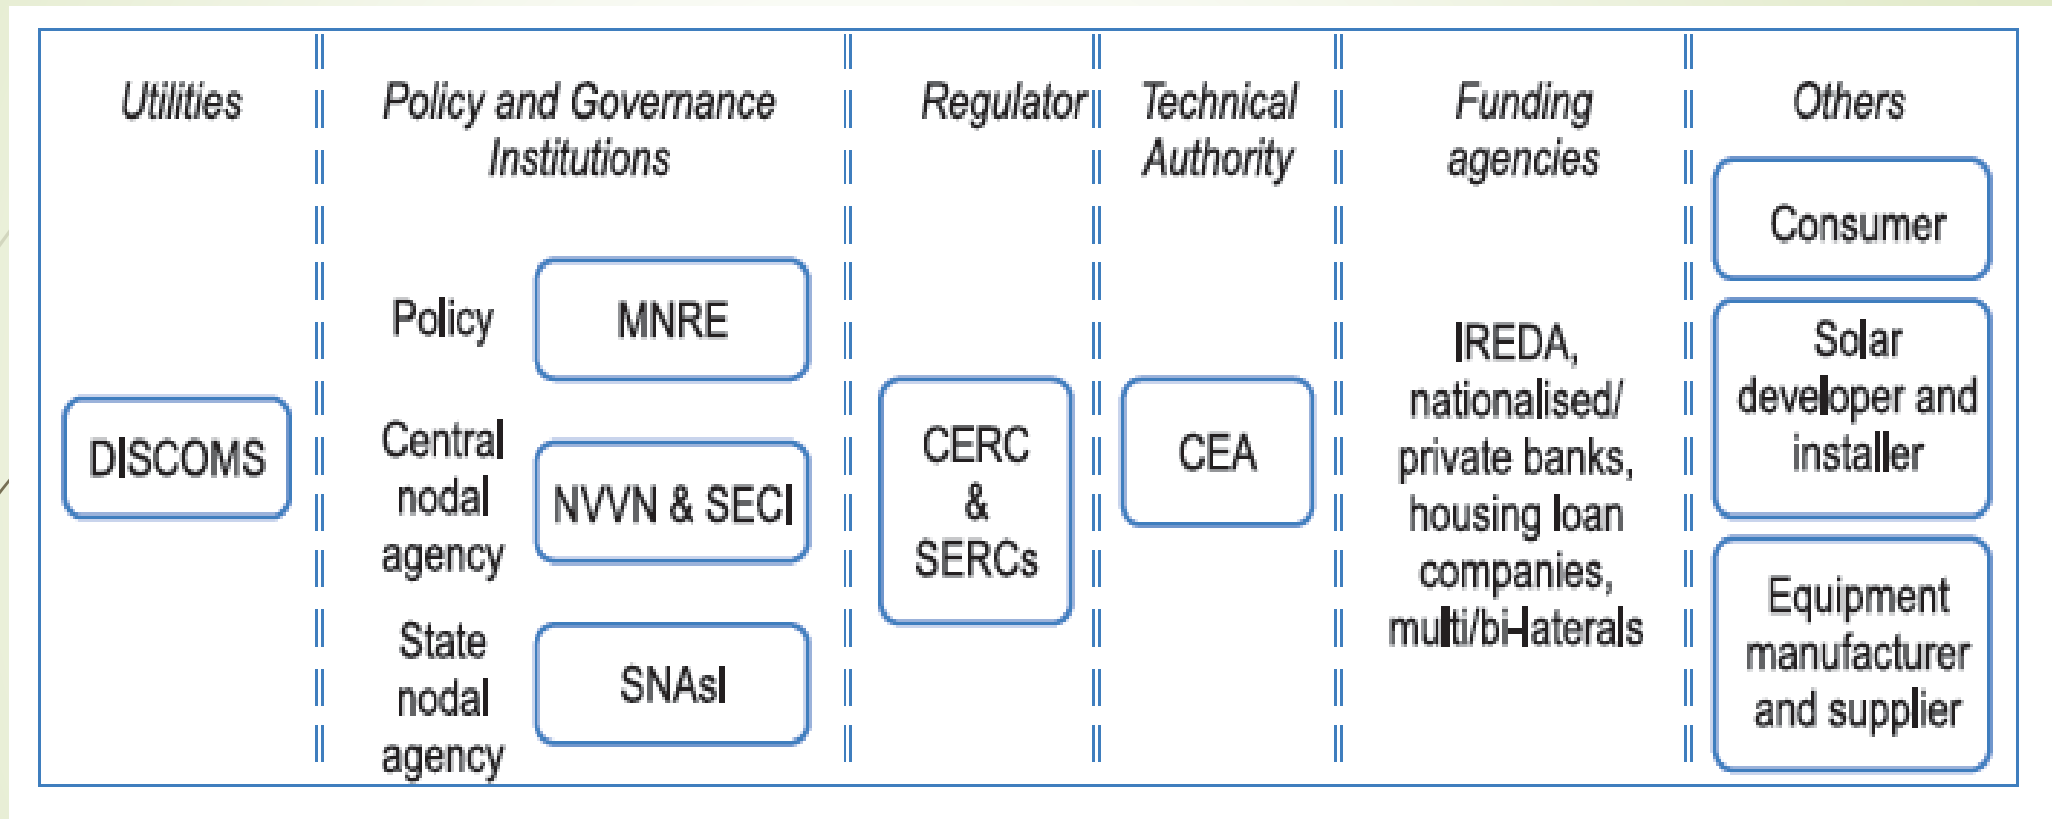 Utilities
DISCOMS
Policy and Governance
Institutions
Policy
MNRE
Central
nodal
agency
NVVN & SECI
State
nodal
agency
SNAsI
Regulator
CERC
&
SERCs
Technical
Authority
CEA
Funding
agencies
IREDA,
nationalised/
private banks,
housing loan
companies,
multi/bi-laterals
Others
Consumer
Solar
developer and
installer
Equipment
manufacturer
and supplier